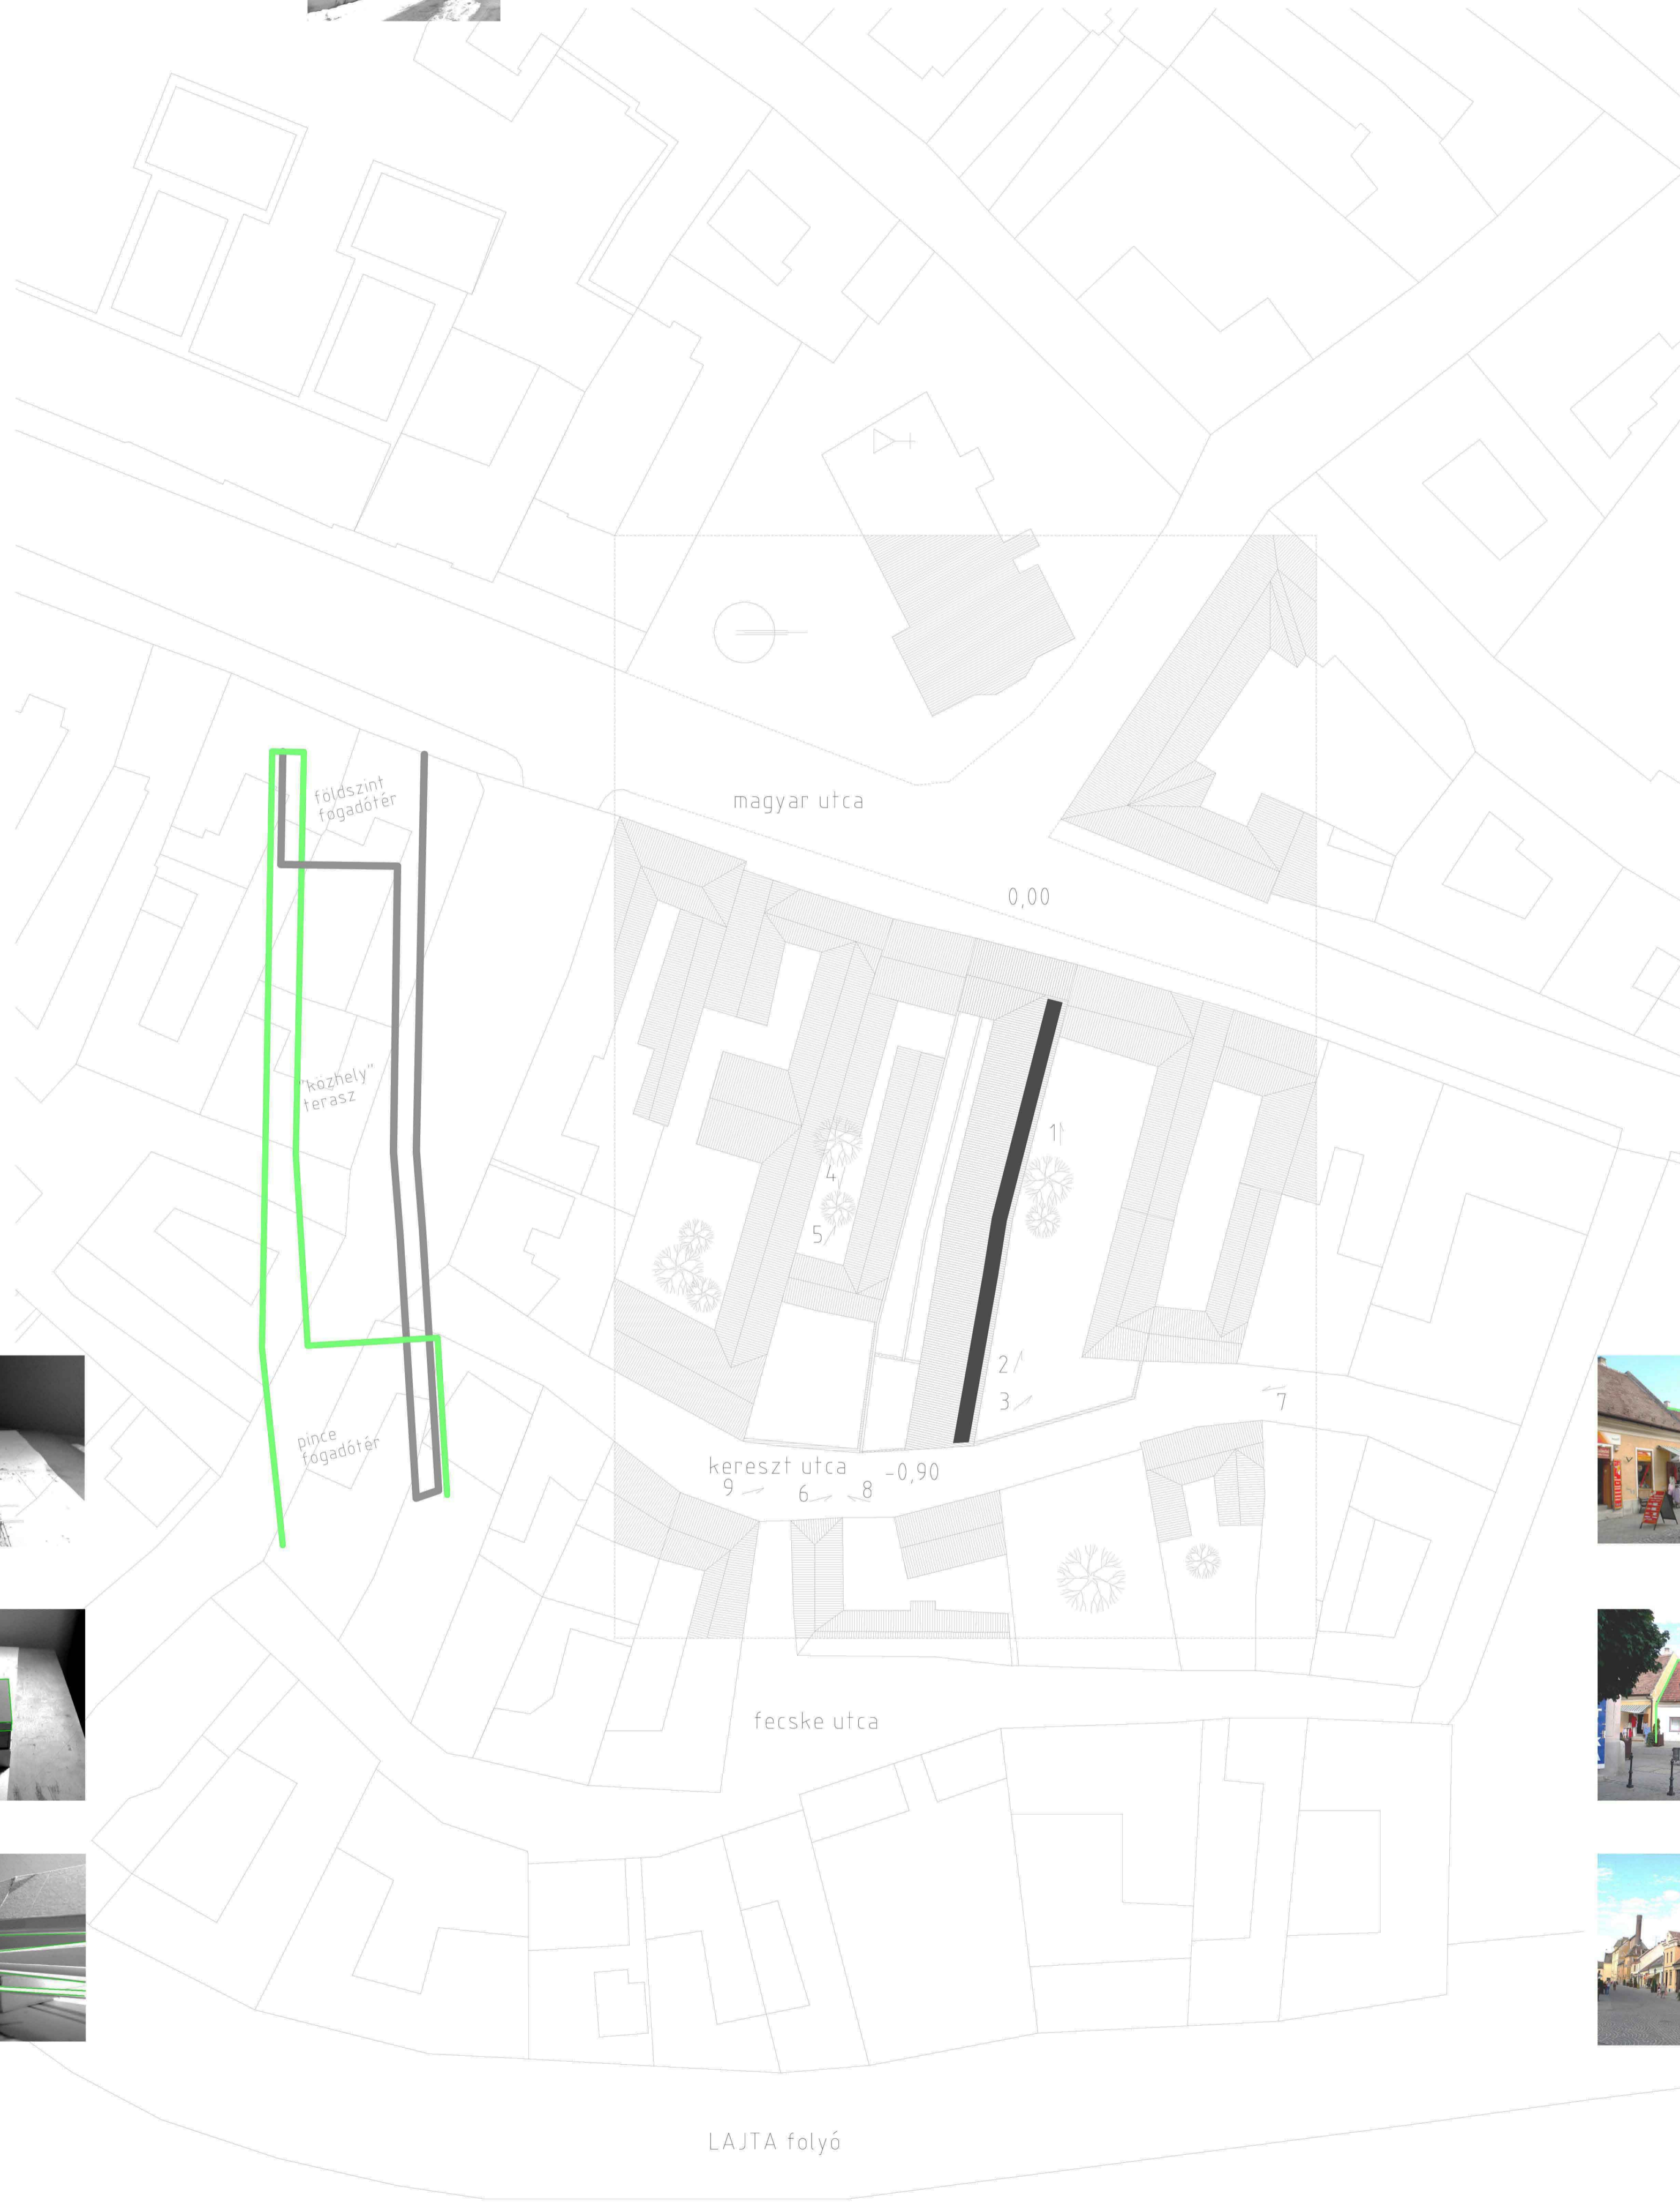 földszint
fogadótér
magyar utca
0,00
"közhely"
terasz
1
4
5
2
3
7
pince
fogadótér
kereszt utca -0,90
9 6 8
fecske utca
LAJTA folyó